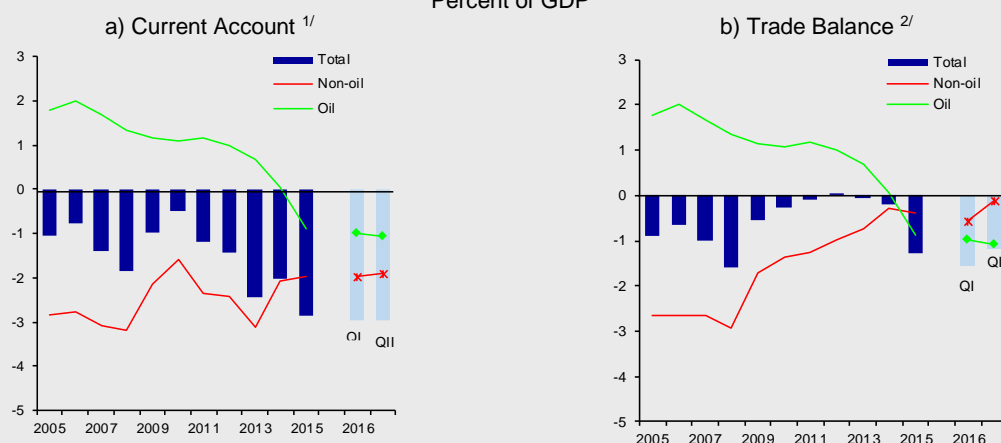 Percent of GDP
a) Current Account 1/
3
2
1
0
-1
-2
-3
-4
-5
Total
Non-oil
Oil
QI
QII
2005 2007 2009 2011 2013 2015 2016
b) Trade Balance 2/
3
2
1
0
-1
-2
-3
-4
-5
Total
Non-oil
Oil
QI
2005 2007 2009 2011 2013 2015 2016